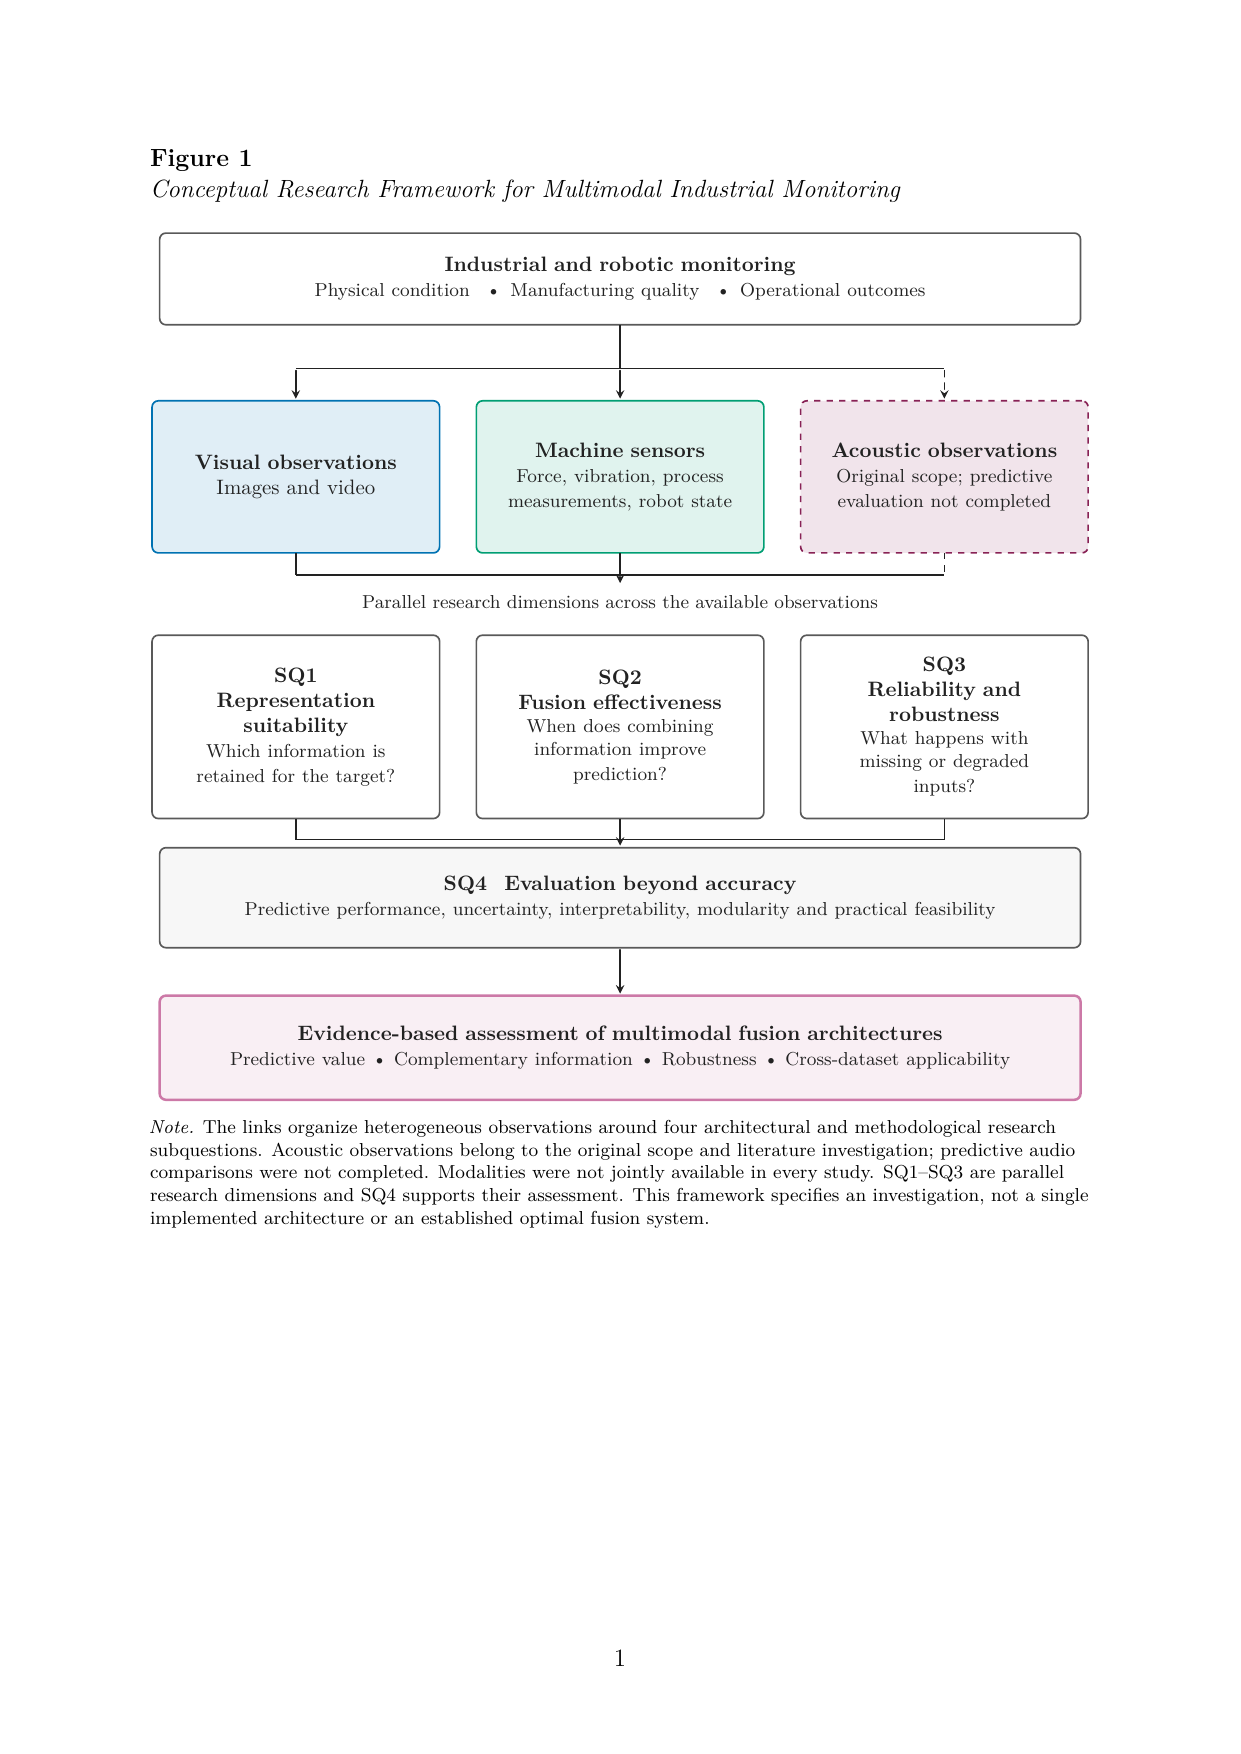 Figure 1
Conceptual Research Framework for Multimodal Industrial Monitoring
Industrial and robotic monitoring
Physical condition • Manufacturing quality • Operational outcomes
Visual observations
Images and video
Machine sensors
Force, vibration, process
measurements, robot state
Acoustic observations
Original scope; predictive
evaluation not completed
Parallel research dimensions across the available observations
SQ1
Representation
suitability
Which information is
retained for the target?
SQ2
Fusion effectiveness
When does combining
information improve
prediction?
SQ3
Reliability and
robustness
What happens with
missing or degraded
inputs?
SQ4 Evaluation beyond accuracy
Predictive performance, uncertainty, interpretability, modularity and practical feasibility
Evidence-based assessment of multimodal fusion architectures
Predictive value • Complementary information • Robustness • Cross-dataset applicability
Note. The links organize heterogeneous observations around four architectural and methodological research
subquestions. Acoustic observations belong to the original scope and literature investigation; predictive audio
comparisons were not completed. Modalities were not jointly available in every study. SQ1–SQ3 are parallel
research dimensions and SQ4 supports their assessment. This framework specifies an investigation, not a single
implemented architecture or an established optimal fusion system.
1